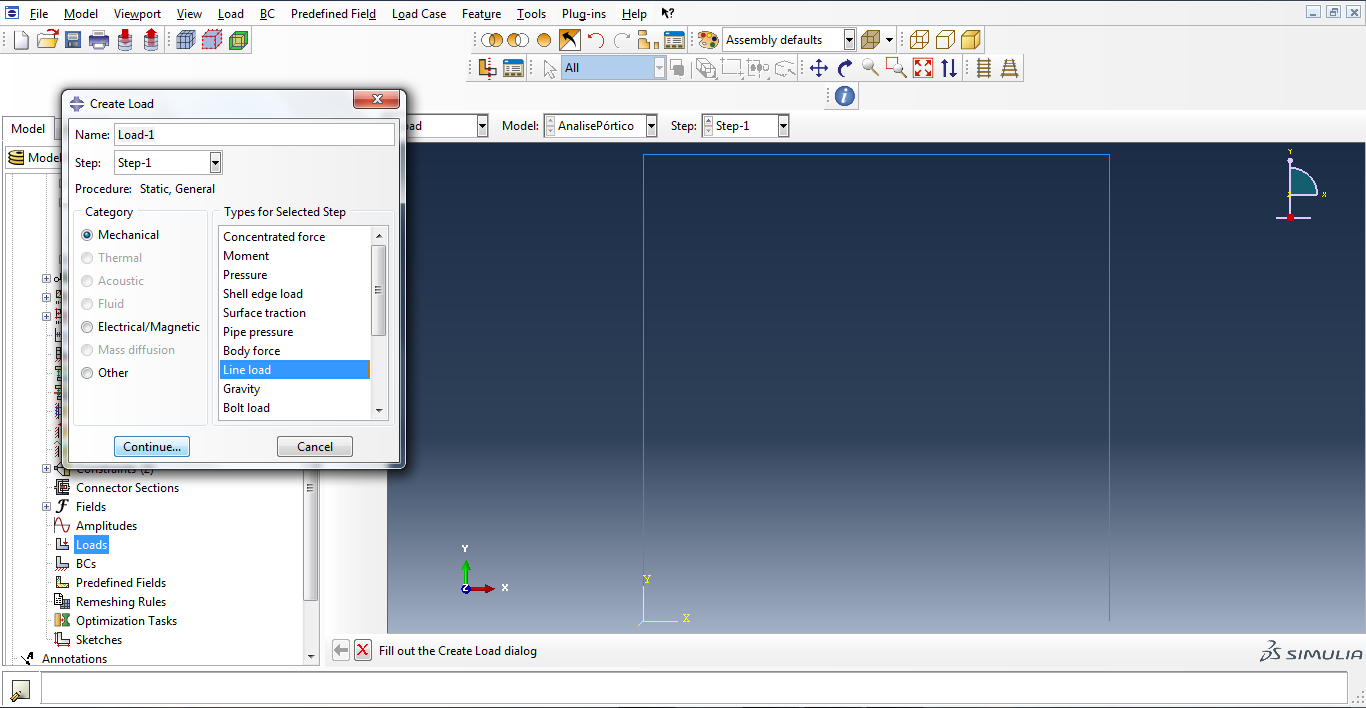 File Model Viewport View Load BC Predefined Field Load Case Feature Tools Plug-ins Help ?
Assembly defaults
All
i
Create Load
Name: Load-1
Step: Step-1
Procedure: Static, General
Category
Mechanical
Thermal
Acoustic
Fluid
Electrical/Magnetic
Mass diffusion
Other
Types for Selected Step
Concentrated force
Moment
Pressure
Shell edge load
Surface traction
Pipe pressure
Body force
Line load
Gravity
Bolt load
Continue... Cancel
Model
Model
oad Model: AnalisePórtico Step: Step-1
Constraints (2)
Connector Sections
Fields
Amplitudes
Loads
BCs
Predefined Fields
Remeshing Rules
Optimization Tasks
Sketches
Annotations
Y
X
Z
Y
X
Z
Y
X
Fill out the Create Load dialog
SIMULIA